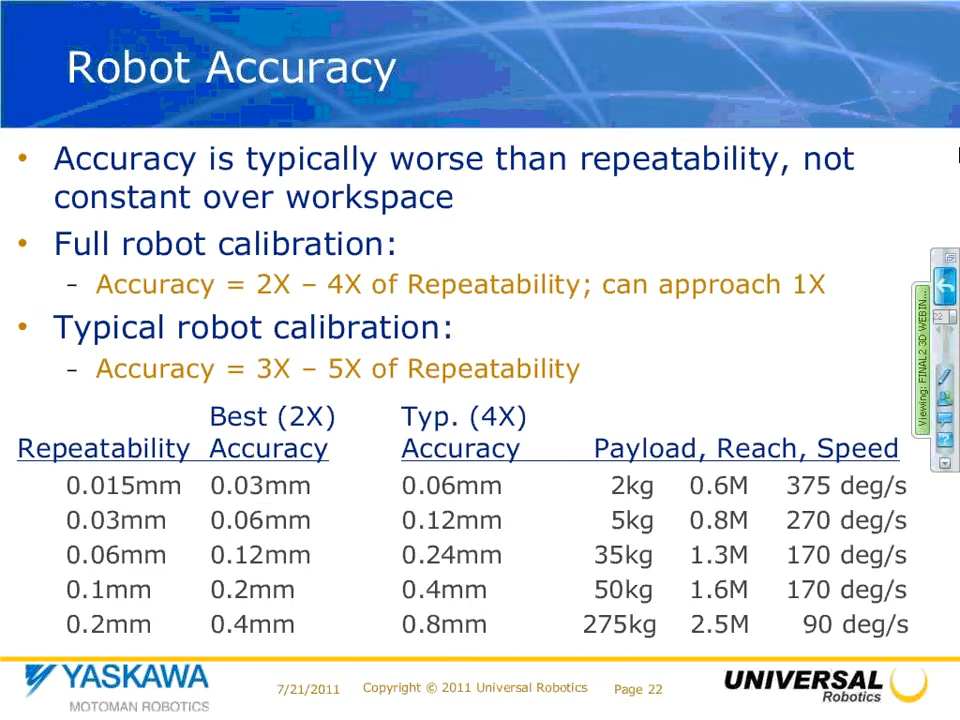 Robot Accuracy
• Accuracy is typically worse than repeatability, not
constant over workspace
• Full robot calibration:
– Accuracy = 2X – 4X of Repeatability; can approach 1X
• Typical robot calibration:
– Accuracy = 3X – 5X of Repeatability
Best (2X) Typ. (4X)
Repeatability Accuracy Accuracy Payload, Reach, Speed
0.015mm 0.03mm 0.06mm 2kg 0.6M 375 deg/s
0.03mm 0.06mm 0.12mm 5kg 0.8M 270 deg/s
0.06mm 0.12mm 0.24mm 35kg 1.3M 170 deg/s
0.1mm 0.2mm 0.4mm 50kg 1.6M 170 deg/s
0.2mm 0.4mm 0.8mm 275kg 2.5M 90 deg/s
Viewing: FINAL2 3D WEBIN...
22
YASKAWA
MOTOMAN ROBOTICS
7/21/2011 Copyright © 2011 Universal Robotics Page 22
UNIVERSAL
Robotics